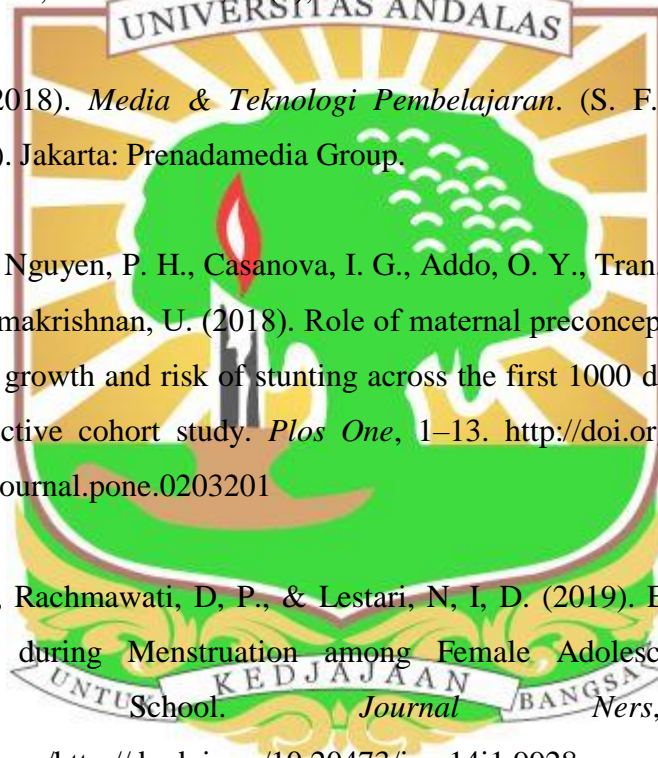 UNIVERSITAS ANDALAS
2018). Media & Teknologi Pembelajaran. (S. F.
). Jakarta: Prenadamedia Group.
Nguyen, P. H., Casanova, I. G., Addo, O. Y., Tran,
makrishnan, U. (2018). Role of maternal preconcep
growth and risk of stunting across the first 1000 d
ctive cohort study. Plos One, 1–13. http://doi.or
ournal.pone.0203201
, Rachmawati, D, P., & Lestari, N, I, D. (2019). E
during Menstruation among Female Adolesc
UNTUK KEDJAJAAN BANGSA
School. Journal Ners,